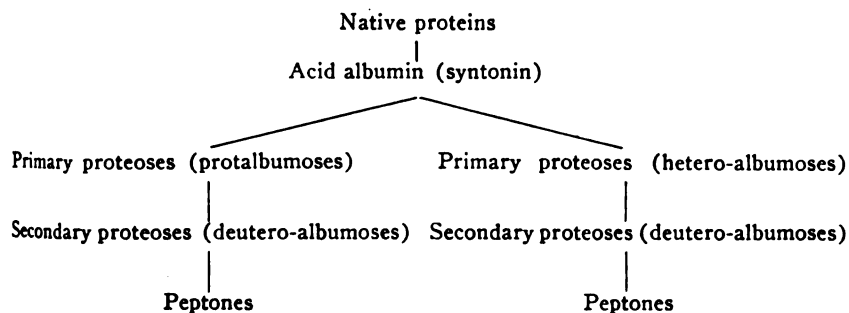 Native proteins
Acid albumin (syntonin)
Primary proteoses (protalbumoses) Primary proteoses (hetero-albumoses)
Secondary proteoses (deutero-albumoses) Secondary proteoses (deutero-albumoses)
Peptones Peptones